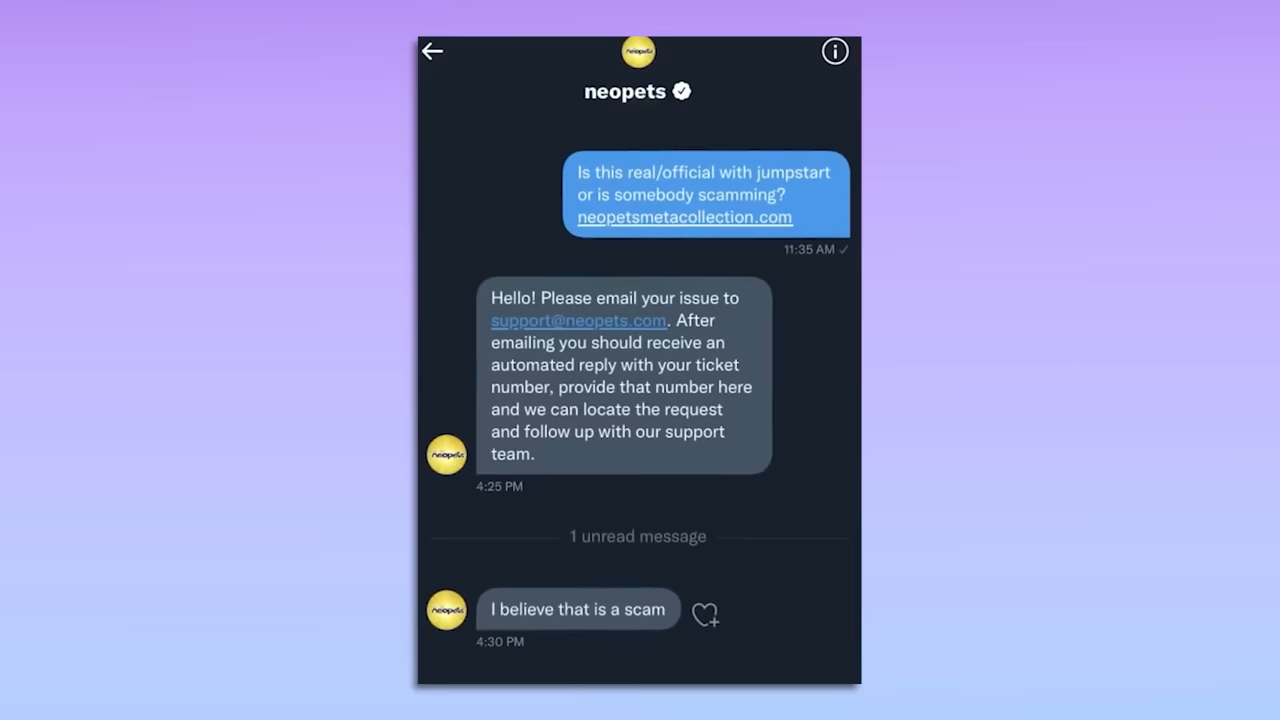 neopets
neopets
Is this real/official with jumpstart
or is somebody scamming?
neopetsmetacollection.com
11:35 AM
Hello! Please email your issue to
support@neopets.com. After
emailing you should receive an
automated reply with your ticket
number, provide that number here
and we can locate the request
and follow up with our support
team.
neopets
4:25 PM
1 unread message
I believe that is a scam
neopets
4:30 PM